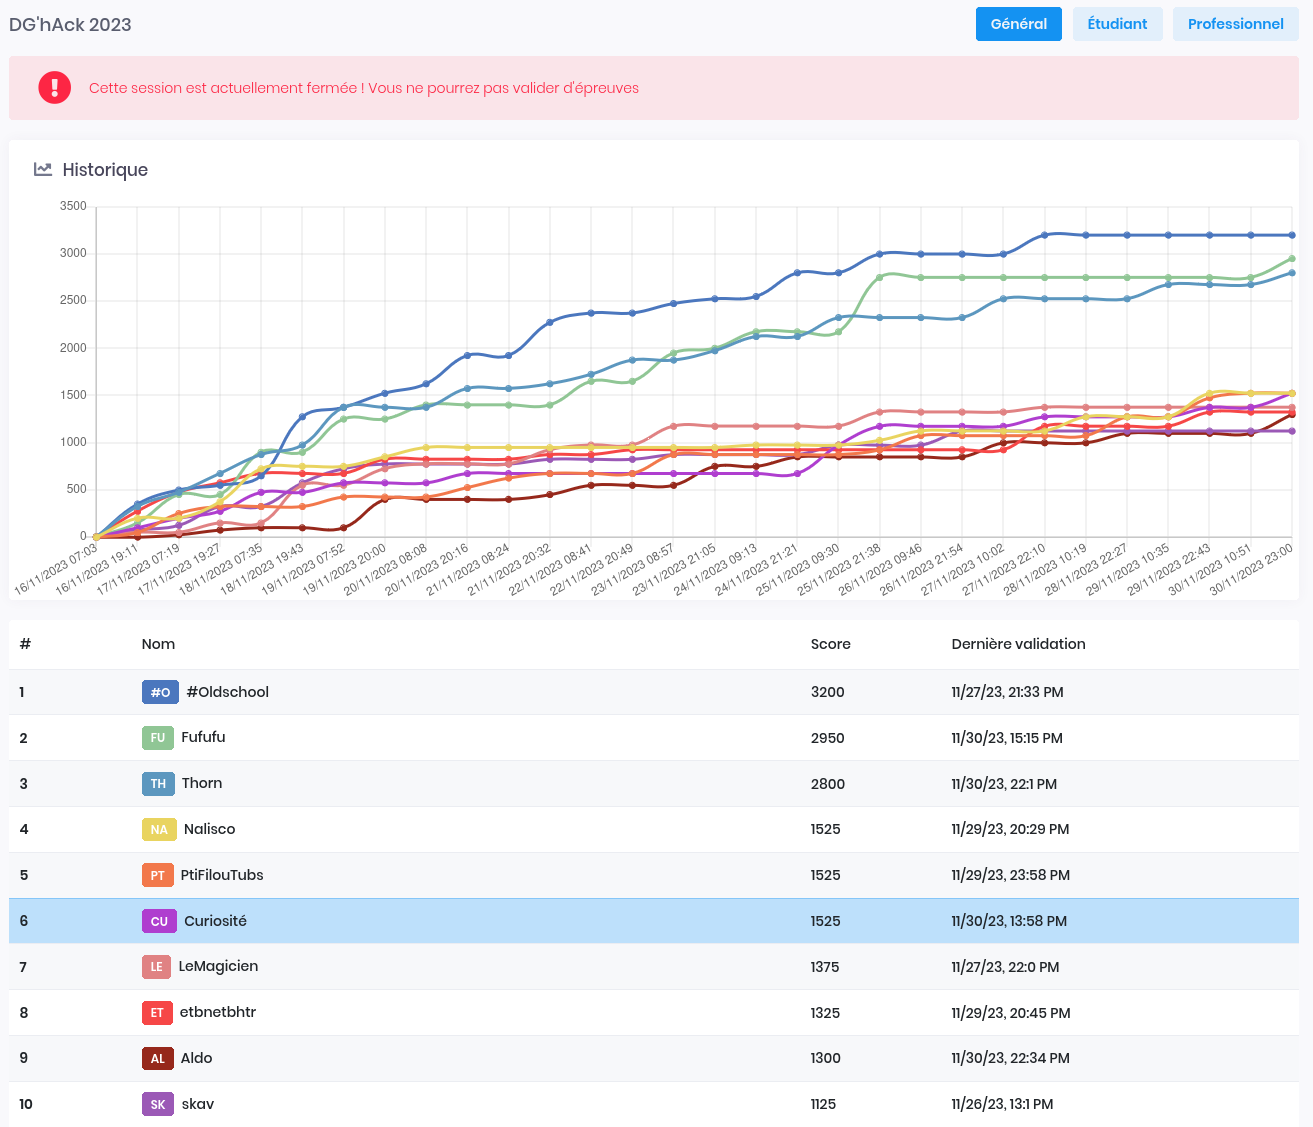 DG'hAck 2023
Général
Étudiant
Professionnel
Cette session est actuellement fermée ! Vous ne pourrez pas valider d'épreuves
Historique
3500
3000
2500
2000
1500
1000
500
0
16/11/2023 07:03
16/11/2023 19:11
17/11/2023 07:19
17/11/2023 19:27
18/11/2023 07:35
18/11/2023 19:43
19/11/2023 07:52
19/11/2023 20:00
20/11/2023 08:08
20/11/2023 20:16
21/11/2023 08:24
21/11/2023 20:32
22/11/2023 08:41
22/11/2023 20:49
23/11/2023 08:57
23/11/2023 21:05
24/11/2023 09:13
24/11/2023 21:21
25/11/2023 09:30
25/11/2023 21:38
26/11/2023 09:46
26/11/2023 21:54
27/11/2023 10:02
27/11/2023 22:10
28/11/2023 10:19
28/11/2023 22:27
29/11/2023 10:35
29/11/2023 22:43
30/11/2023 10:51
30/11/2023 23:00
# Nom Score Dernière validation
1 #O #Oldschool 3200 11/27/23, 21:33 PM
2 FU Fufufu 2950 11/30/23, 15:15 PM
3 TH Thorn 2800 11/30/23, 22:1 PM
4 NA Nalisco 1525 11/29/23, 20:29 PM
5 PT PtiFilouTubs 1525 11/29/23, 23:58 PM
6 CU Curiosité 1525 11/30/23, 13:58 PM
7 LE LeMagicien 1375 11/27/23, 22:0 PM
8 ET etbnetbhtr 1325 11/29/23, 20:45 PM
9 AL Aldo 1300 11/30/23, 22:34 PM
10 SK skav 1125 11/26/23, 13:1 PM